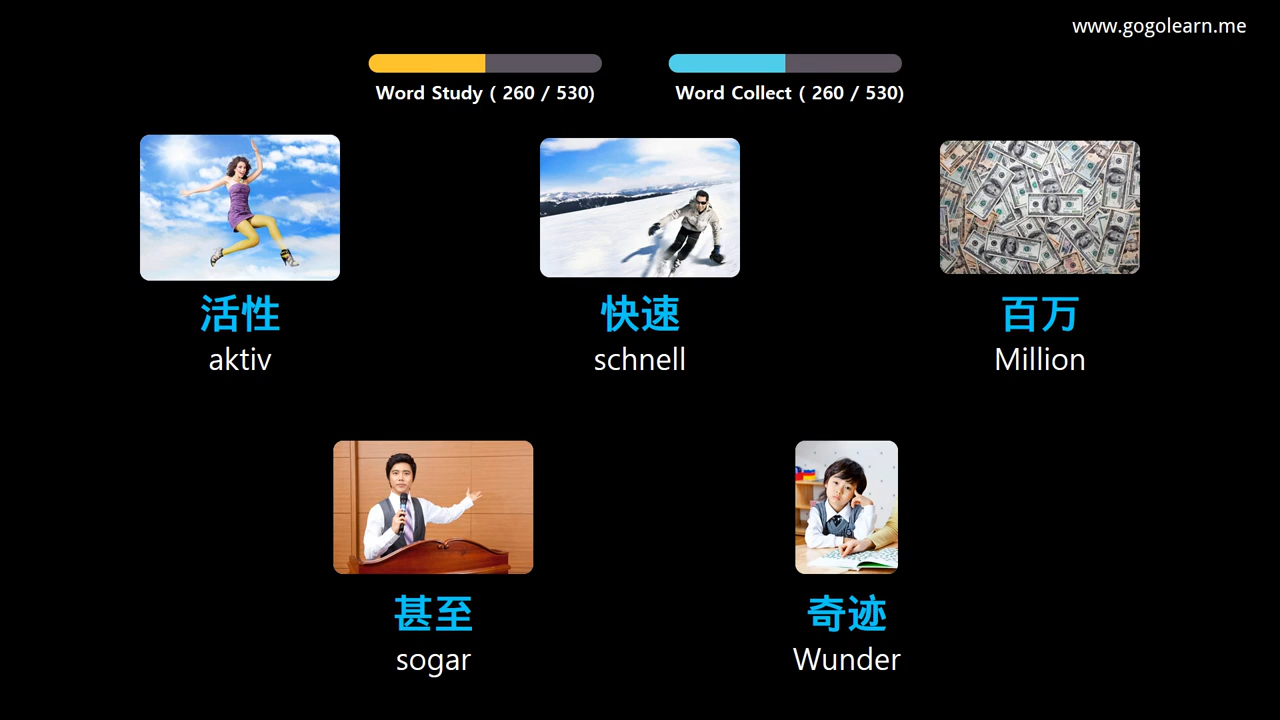 www.gogolearn.me
Word Study ( 260 / 530)
Word Collect ( 260 / 530)
活性
aktiv
快速
schnell
百万
Million
甚至
sogar
奇迹
Wunder